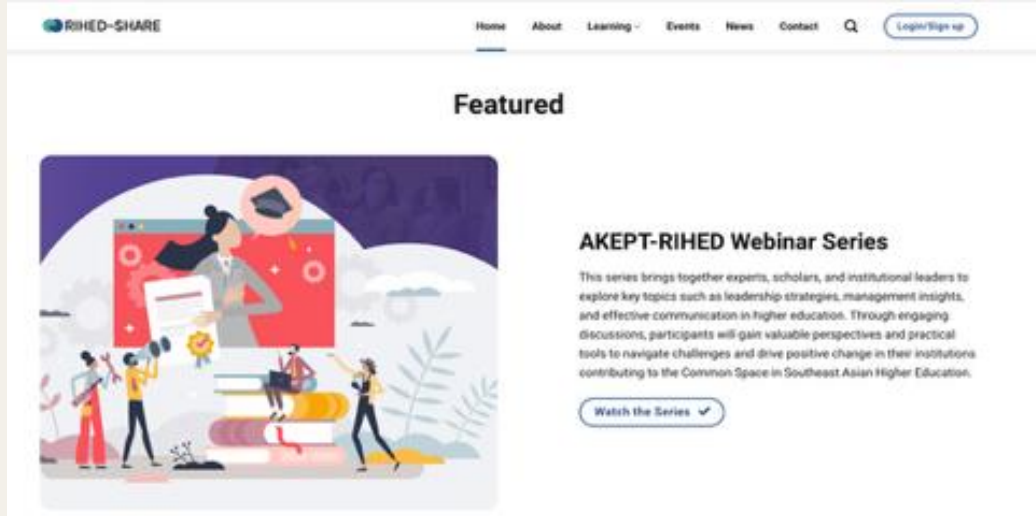 RIHED-SHARE
Home About Learning Events News Contact Login/Sign up
Featured
AKEPT-RIHED Webinar Series
This series brings together experts, scholars, and institutional leaders to
explore key topics such as leadership strategies, management insights,
and effective communication in higher education. Through engaging
discussions, participants will gain valuable perspectives and practical
tools to navigate challenges and drive positive change in their institutions
contributing to the Common Space in Southeast Asian Higher Education.
Watch the Series